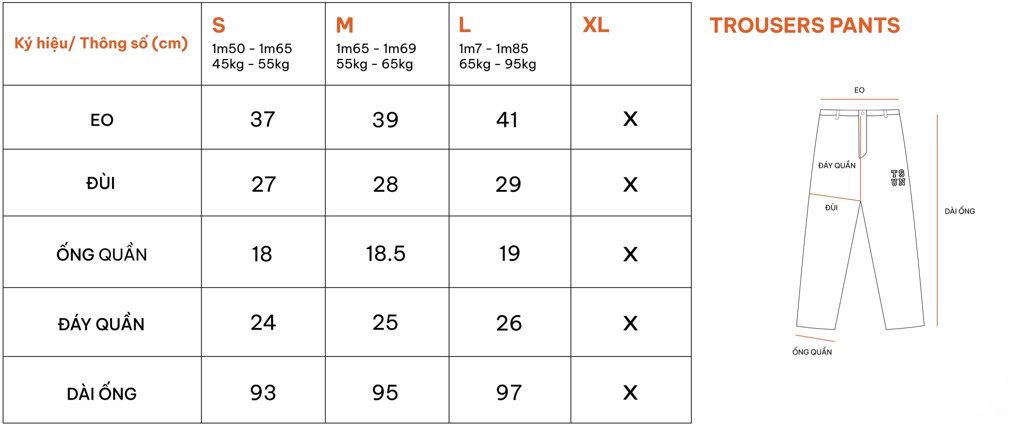 Ký hiệu/ Thông số (cm)
S
1m50 - 1m65
45kg - 55kg
M
1m65 - 1m69
55kg - 65kg
L
1m7 - 1m85
65kg - 95kg
XL
EO 37 39 41 X
ĐÙI 27 28 29 X
ỐNG QUẦN 18 18.5 19 X
ĐÁY QUẦN 24 25 26 X
DÀI ỐNG 93 95 97 X
TROUSERS PANTS
EO
ĐÁY QUẦN
ĐÙI
DÀI ỐNG
ỐNG QUẦN